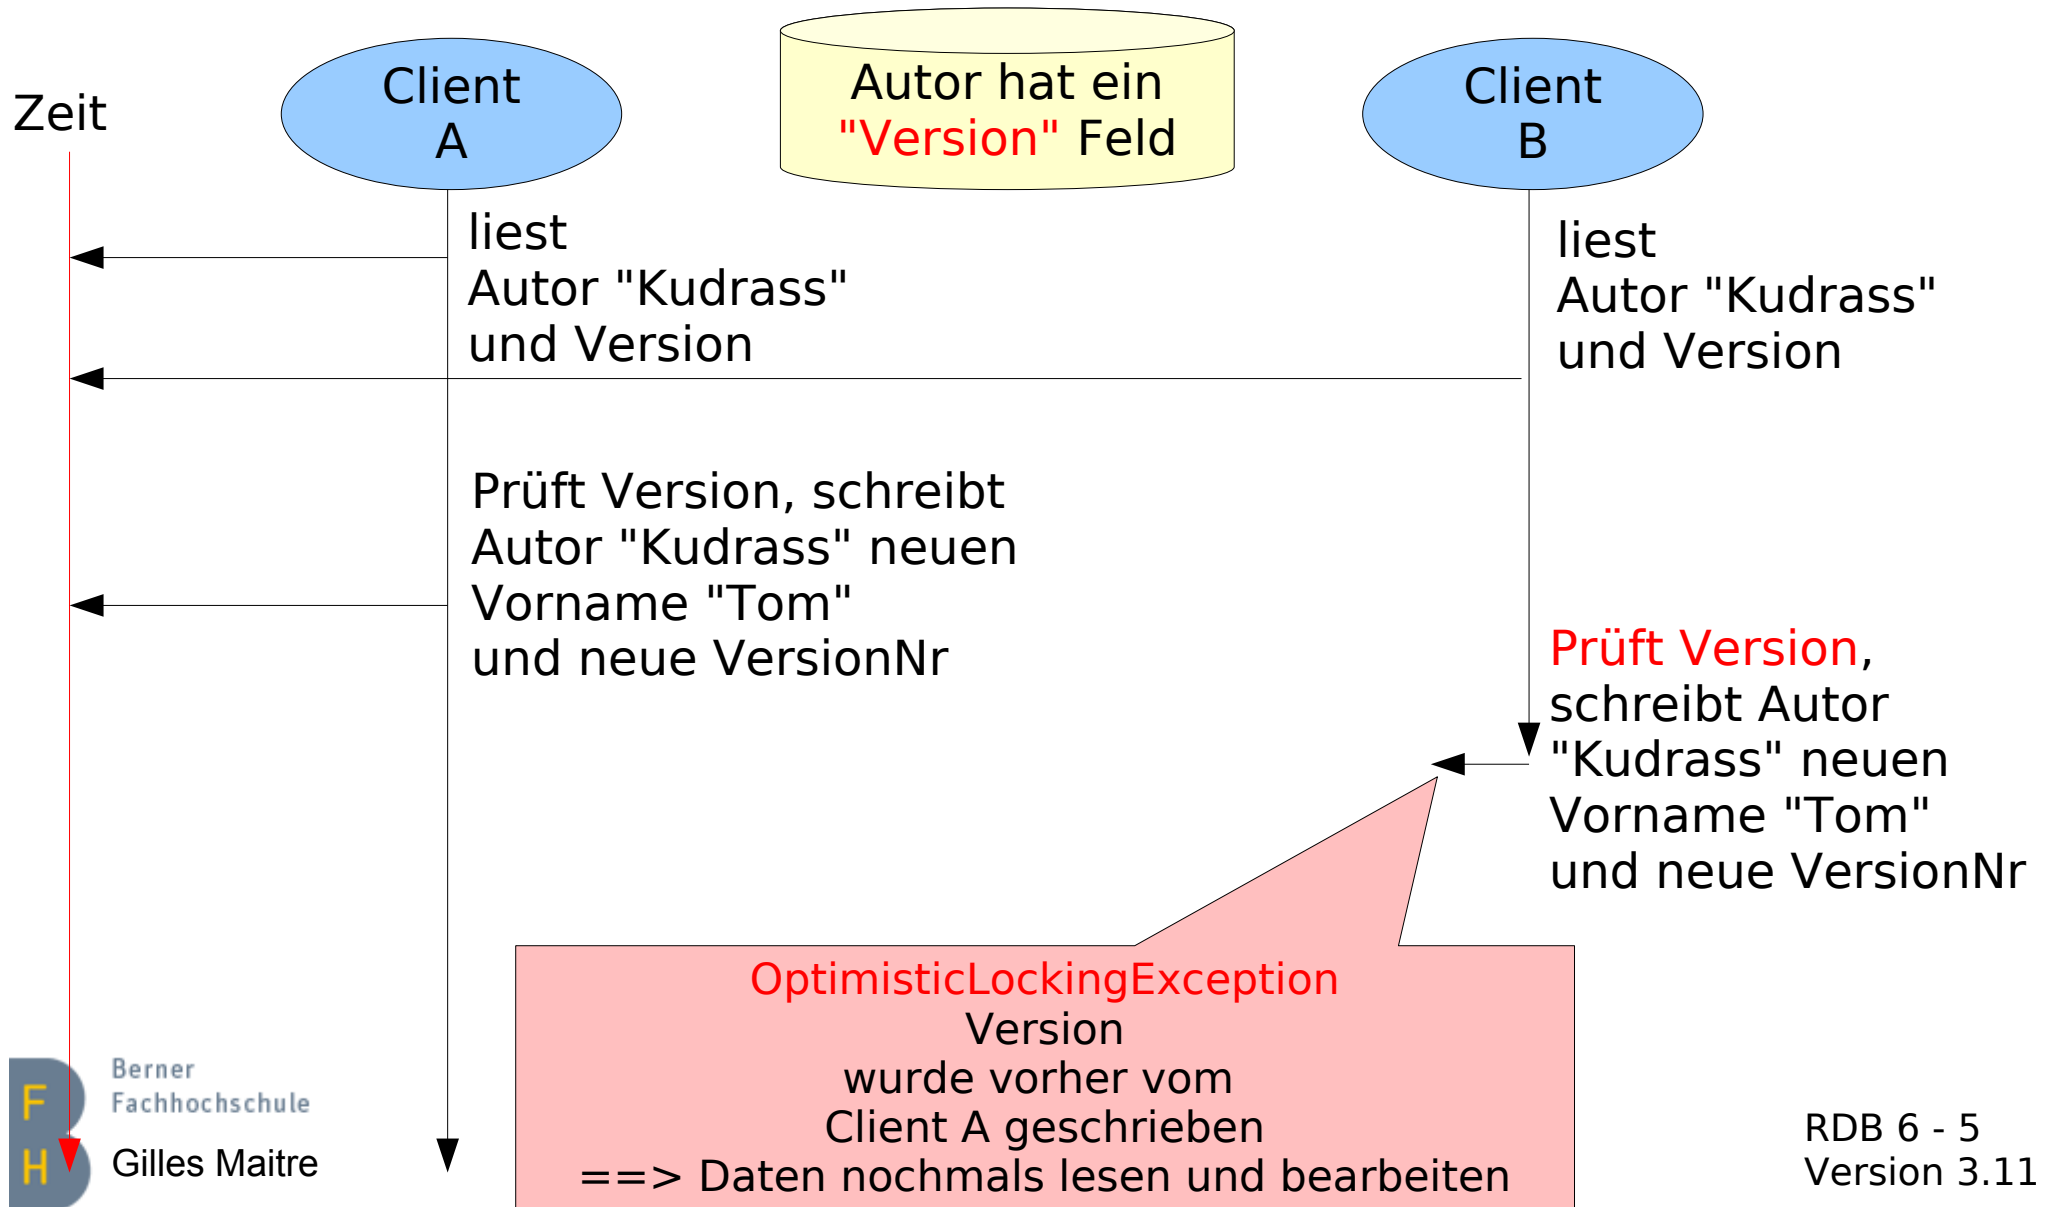 Zeit
Client
A
Autor hat ein
"Version" Feld
Client
B
liest
Autor "Kudrass"
und Version
liest
Autor "Kudrass"
und Version
Prüft Version, schreibt
Autor "Kudrass" neuen
Vorname "Tom"
und neue VersionNr
Prüft Version,
schreibt Autor
"Kudrass" neuen
Vorname "Tom"
und neue VersionNr
OptimisticLockingException
Version
wurde vorher vom
Client A geschrieben
==> Daten nochmals lesen und bearbeiten
F
H
Berner
Fachhochschule
Gilles Maitre
RDB 6 - 5
Version 3.11